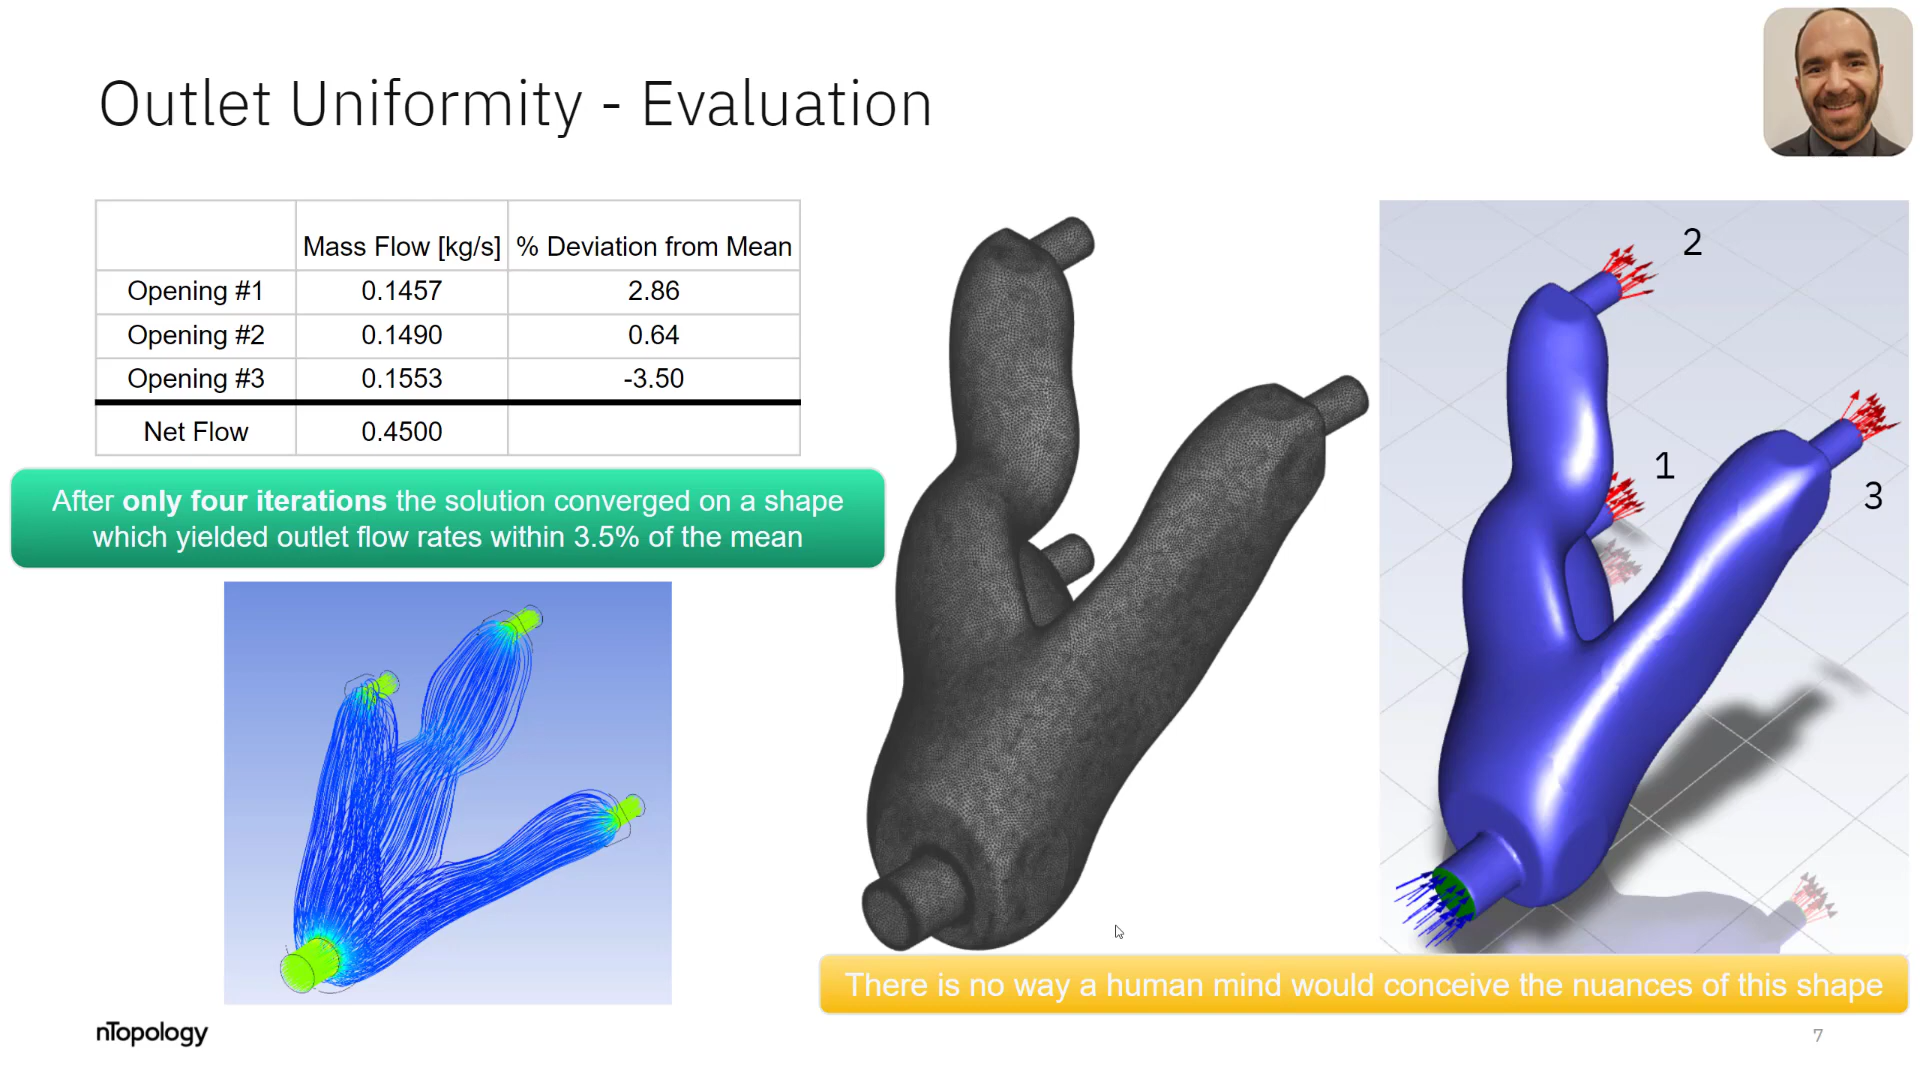 Outlet Uniformity - Evaluation
Mass Flow [kg/s] % Deviation from Mean
Opening #1 0.1457 2.86
Opening #2 0.1490 0.64
Opening #3 0.1553 -3.50
Net Flow 0.4500
After only four iterations the solution converged on a shape
which yielded outlet flow rates within 3.5% of the mean
2
1
3
There is no way a human mind would conceive the nuances of this shape
nTopology
7